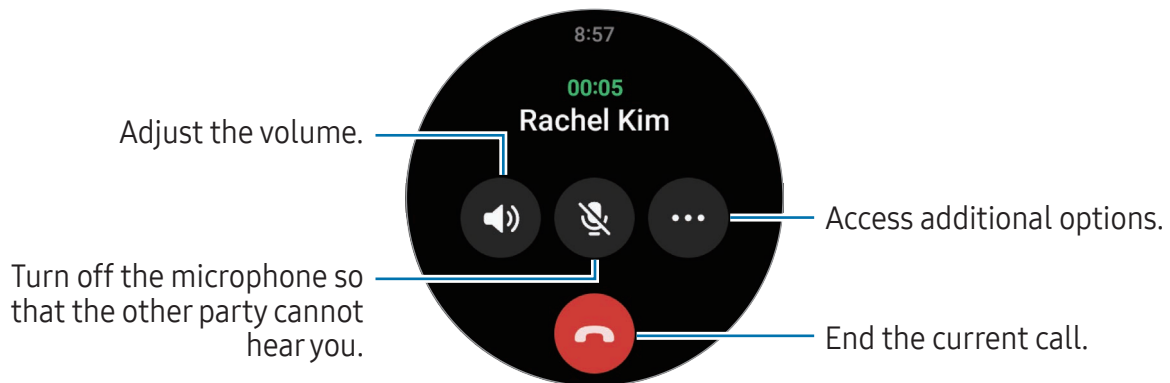 8:57
00:05
Rachel Kim
Adjust the volume.
Access additional options.
Turn off the microphone so
that the other party cannot
hear you.
End the current call.